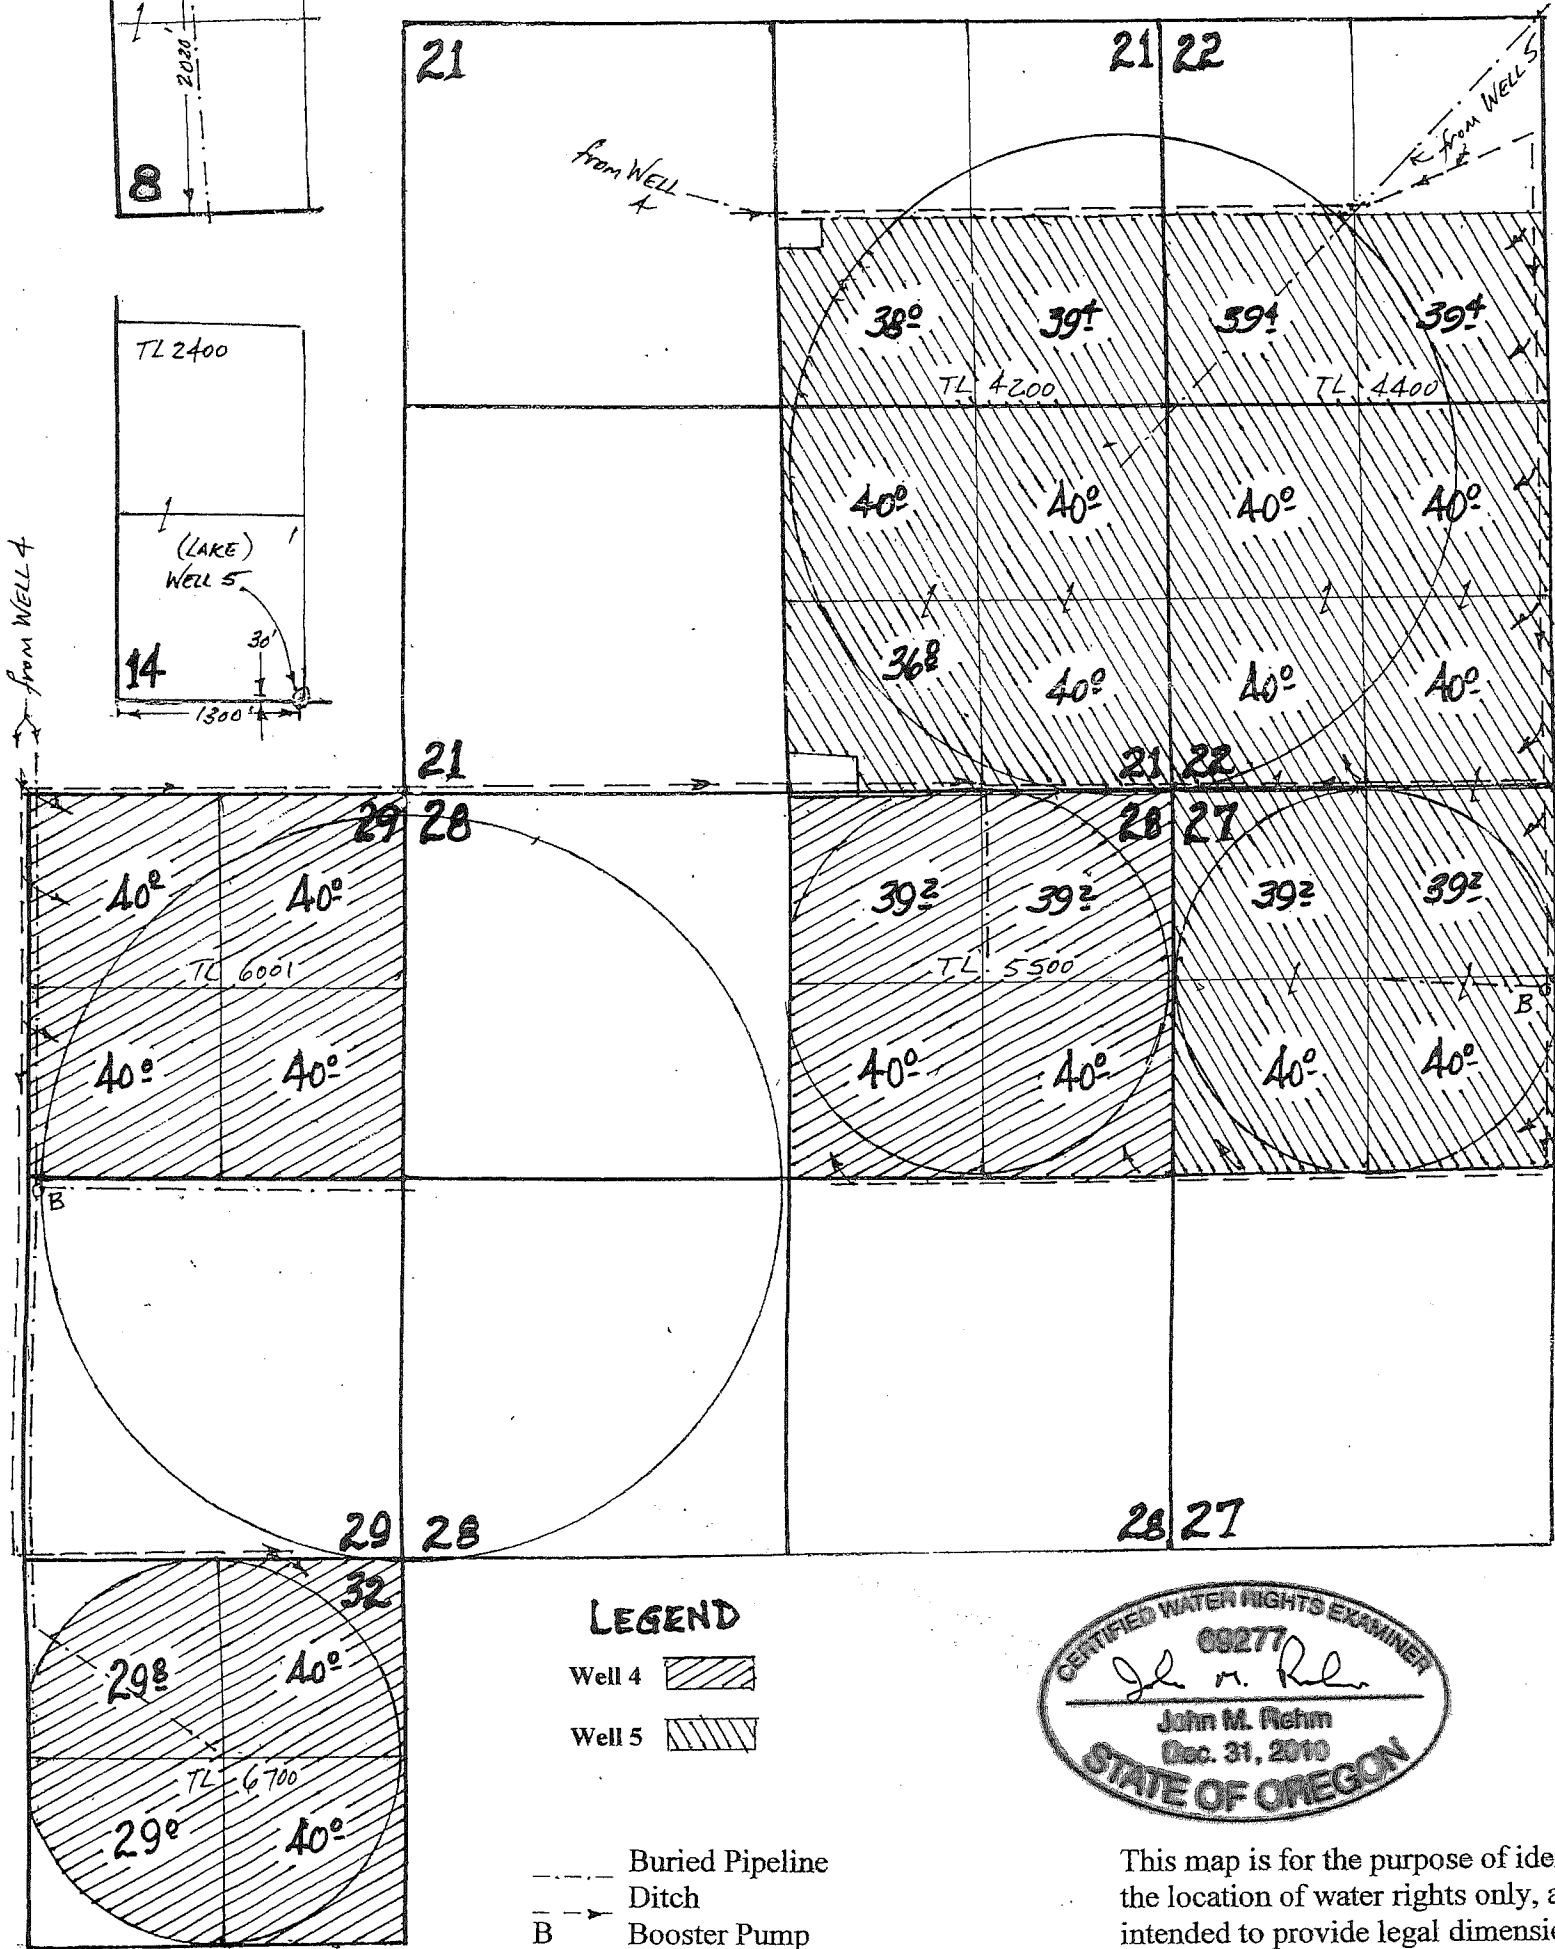 2020'
8
21
21 22
from WELL 5
from WELL
4
38.0 39.4 39.4 39.4
TL 2400
TL 4200 TL 4400
40.0 40.0 40.0 40.0
(LAKE)
WELL 5
30'
14
1300'
from WELL 4
36.8 40.0 40.0 40.0
21
21 22
29 28
28 27
40.0 40.0 39.2 39.2 39.2 39.2
TL 6001 TL 5500
B
40.0 40.0 40.0 40.0 40.0 40.0
B
29 28
28 27
32
LEGEND
Well 4
Well 5
29.8 40.0
TL 6700
40.0
CERTIFIED WATER RIGHTS EXAMINER
John M. Rehm
Dec. 31, 2010
STATE OF OREGON
Buried Pipeline
Ditch
B Booster Pump
This map is for the purpose of ide
the location of water rights only, a
intended to provide legal dimensi